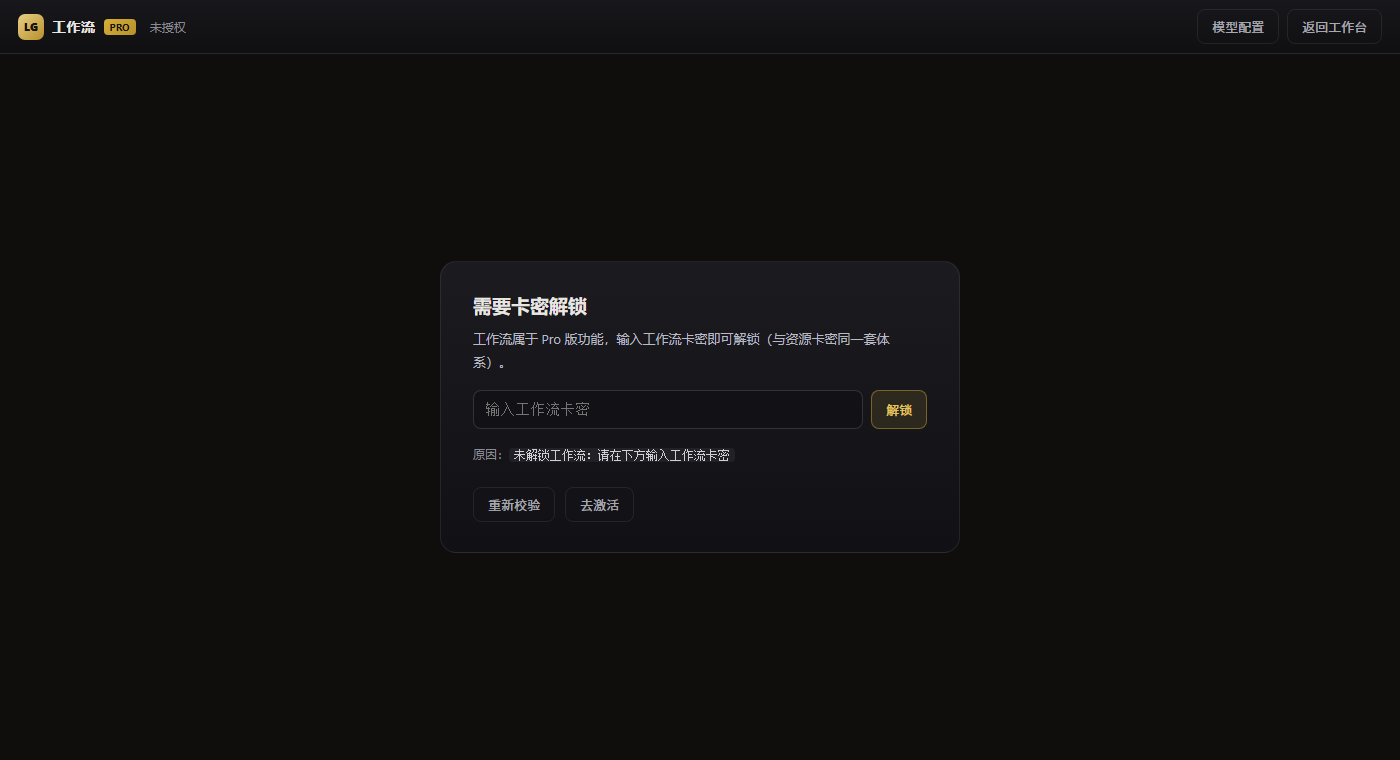 LG 工作流 PRO 未授权 模型配置 返回工作台
需要卡密解锁
工作流属于 Pro 版功能，输入工作流卡密即可解锁（与资源卡密同一套体
系）。
输入工作流卡密 解锁
原因： 未解锁工作流：请在下方输入工作流卡密
重新校验 去激活